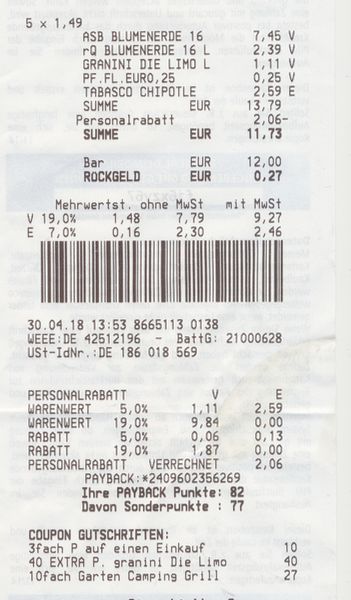 5 x 1,49
ASB BLUMENERDE 16 7,45 V
rQ BLUMENERDE 16 L 2,39 V
GRANINI DIE LIMO L 1,11 V
PF.FL.EURO,25 0,25 V
TABASCO CHIPOTLE 2,59 E
SUMME EUR 13,79
Personalrabatt 2,06-
SUMME EUR 11,73
Bar EUR 12,00
RÜCKGELD EUR 0,27
Mehrwertst. ohne MwSt mit MwSt
V 19,0% 1,48 7,79 9,27
E 7,0% 0,16 2,30 2,46
30.04.18 13:53 8665113 0138
WEEE:DE 42512196 - BattG: 21000628
USt-IdNr.:DE 186 018 569
PERSONALRABATT V E
WARENWERT 5,0% 1,11 2,59
WARENWERT 19,0% 9,84 0,00
RABATT 5,0% 0,06 0,13
RABATT 19,0% 1,87 0,00
PERSONALRABATT VERRECHNET 2,06
PAYBACK:*2409602356269
Ihre PAYBACK Punkte: 82
Davon Sonderpunkte : 77
COUPON GUTSCHRIFTEN:
3fach P auf einen Einkauf 10
40 EXTRA P. granini Die Limo 40
10fach Garten Camping Grill 27